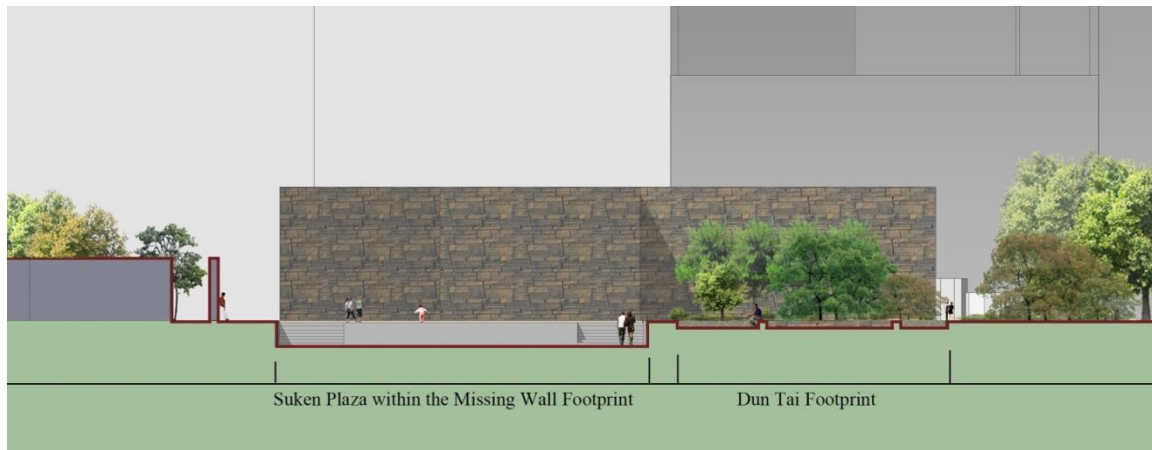 Suken Plaza within the Missing Wall Footprint
Dun Tai Footprint